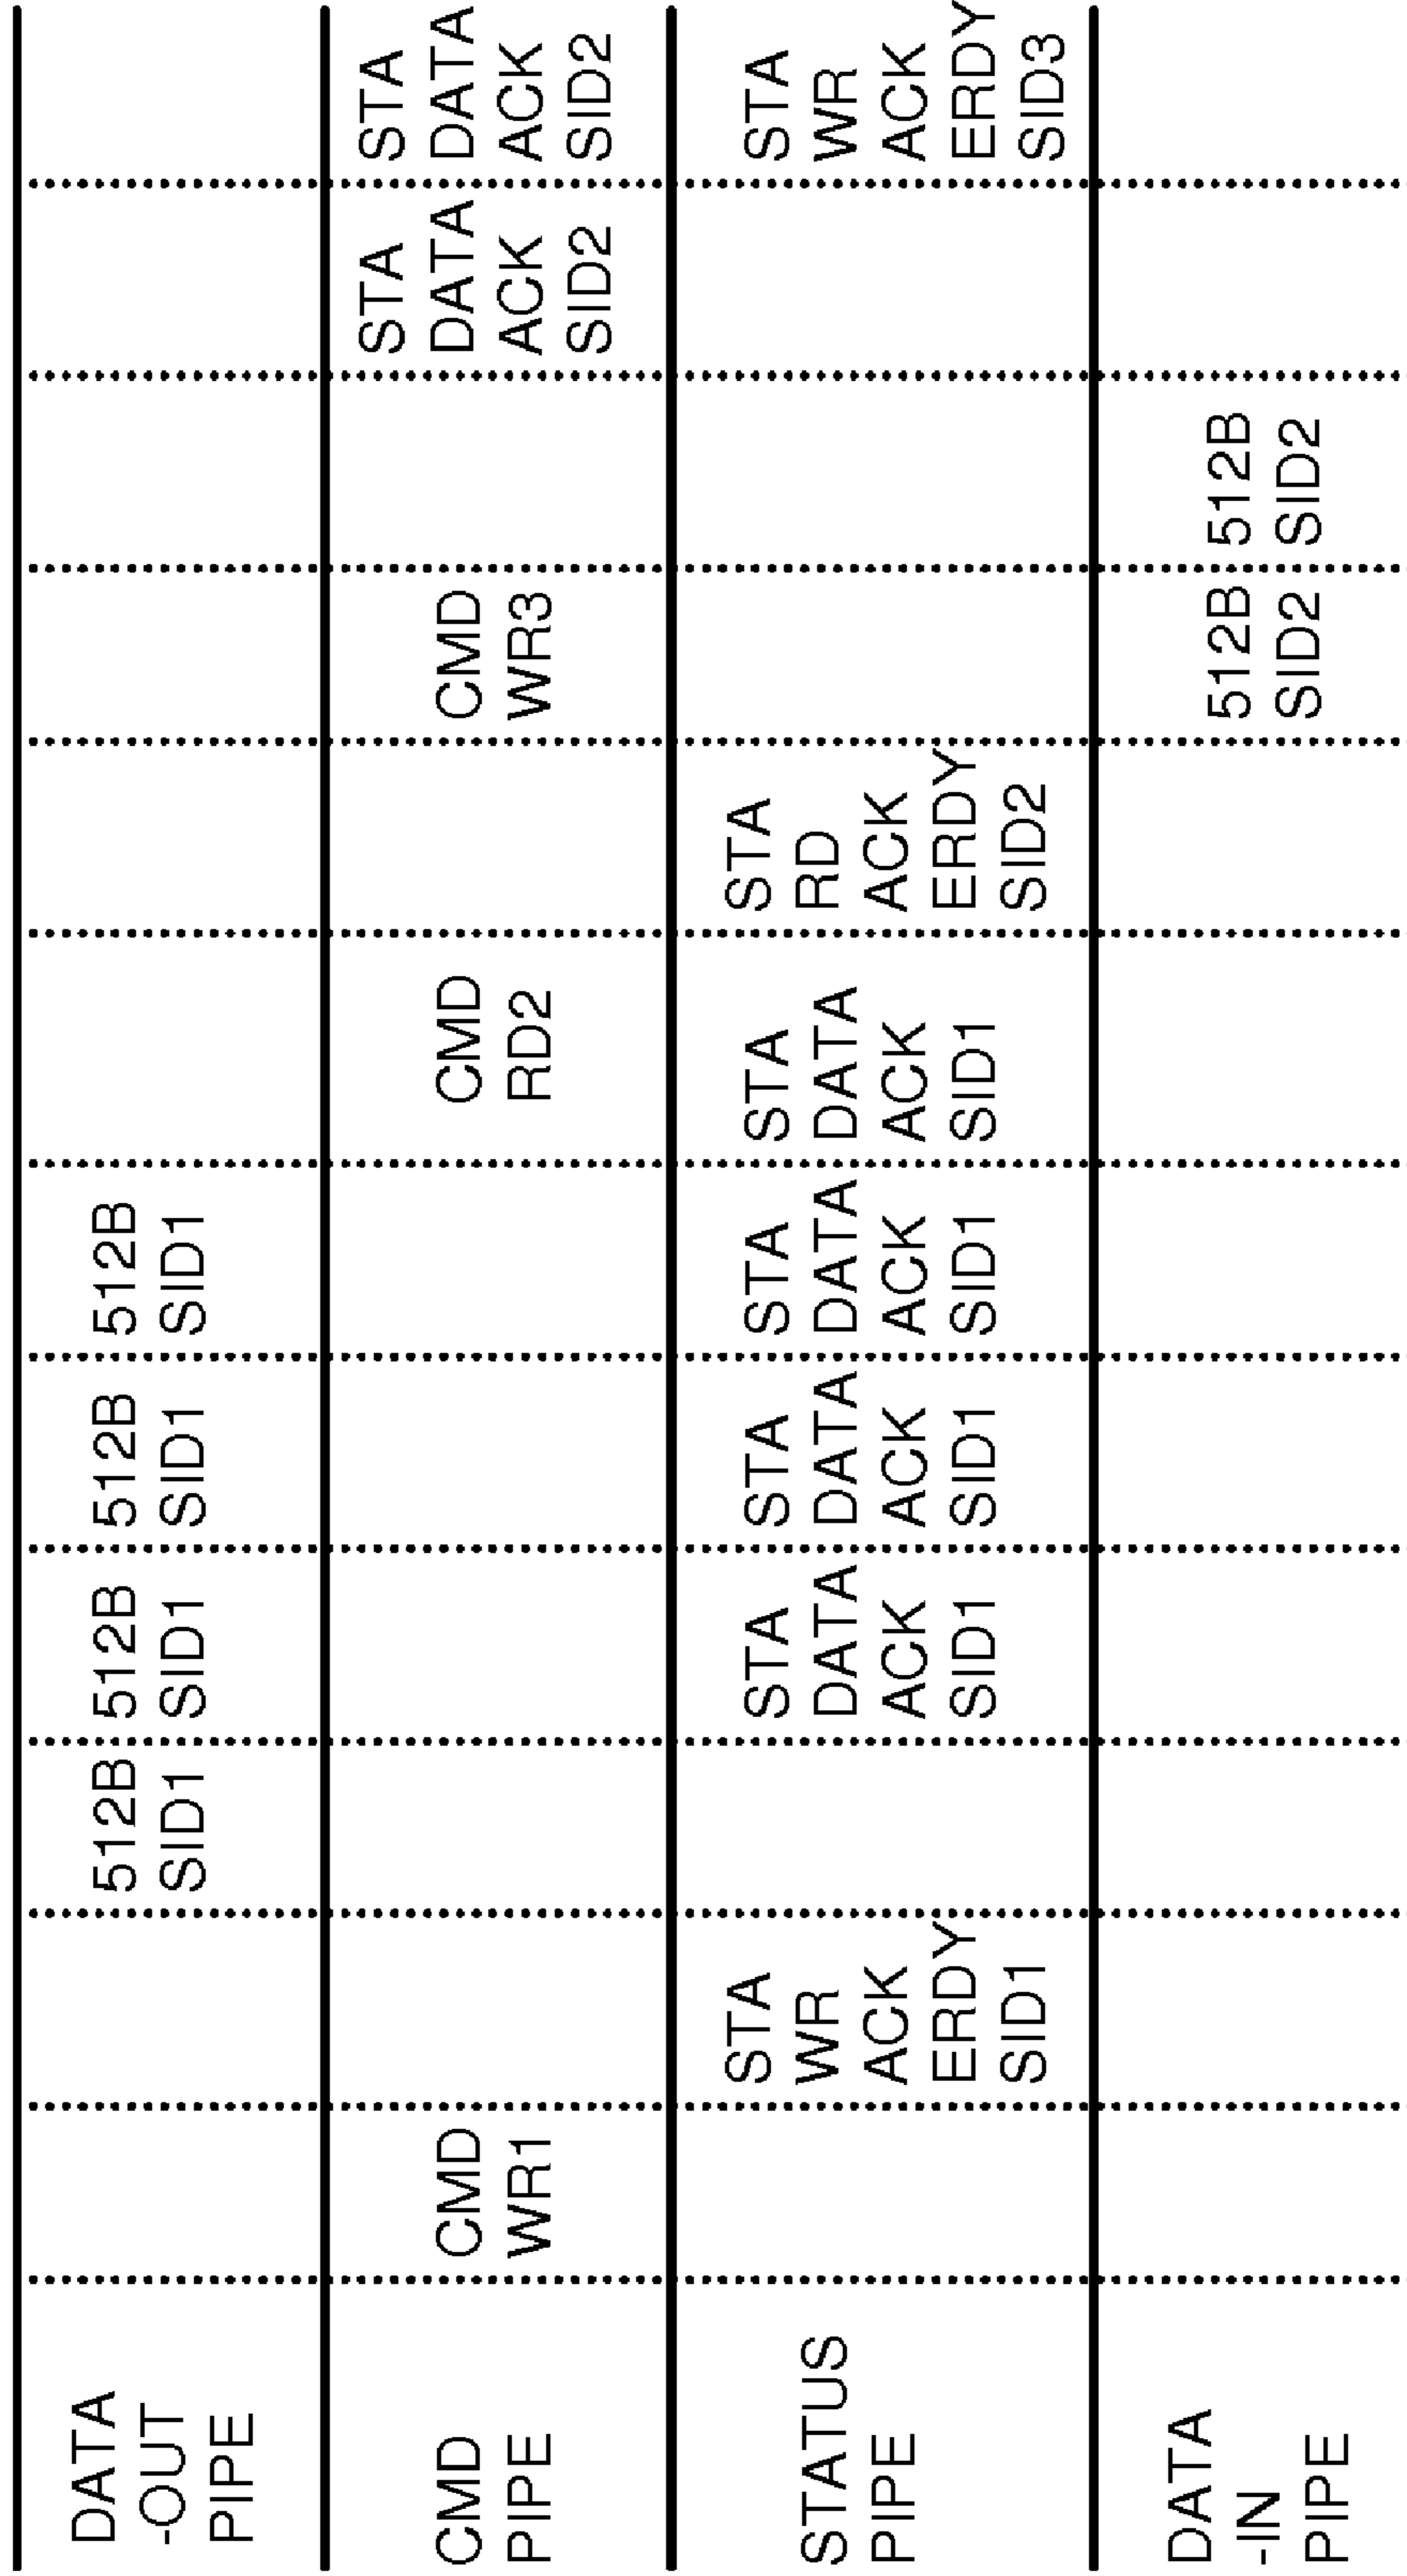 DATA
-OUT
PIPE
512B
SID1
512B
SID1
512B
SID1
512B
SID1
CMD
PIPE
CMD
WR1
CMD
RD2
CMD
WR3
STA
DATA
ACK
SID2
STA
DATA
ACK
SID2
STATUS
PIPE
STA
WR
ACK
ERDY
SID1
STA
DATA
ACK
SID1
STA
DATA
ACK
SID1
STA
DATA
ACK
SID1
STA
DATA
ACK
SID1
STA
RD
ACK
ERDY
SID2
STA
WR
ACK
ERDY
SID3
DATA
-IN
PIPE
512B
SID2
512B
SID2